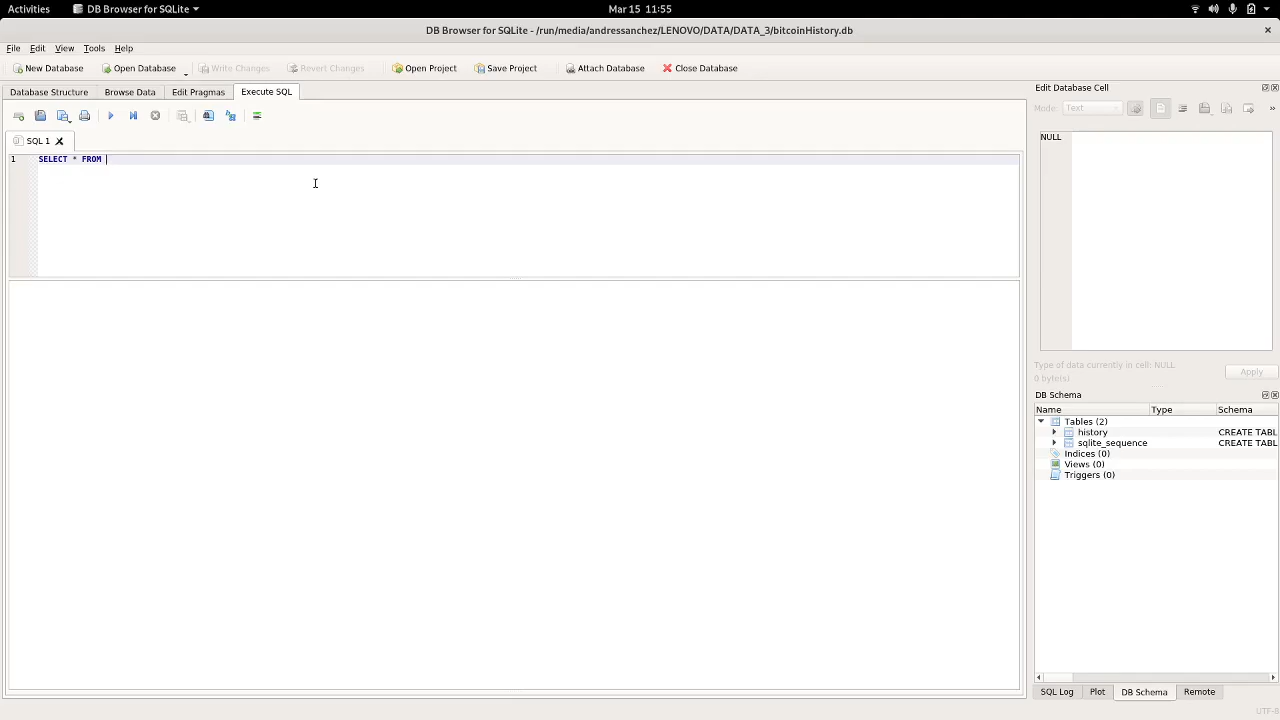 Activities DB Browser for SQLite Mar 15 11:55
DB Browser for SQLite - /run/media/andressanchez/LENOVO/DATA/DATA_3/bitcoinHistory.db
File Edit View Tools Help
New Database Open Database Write Changes Revert Changes Open Project Save Project Attach Database Close Database
Database Structure Browse Data Edit Pragmas Execute SQL
SQL 1
1 SELECT * FROM
Edit Database Cell
Mode: Text
NULL
Type of data currently in cell: NULL
0 byte(s)
Apply
DB Schema
Name Type Schema
Tables (2)
history CREATE TABL
sqlite_sequence CREATE TABL
Indices (0)
Views (0)
Triggers (0)
SQL Log Plot DB Schema Remote
UTF-8